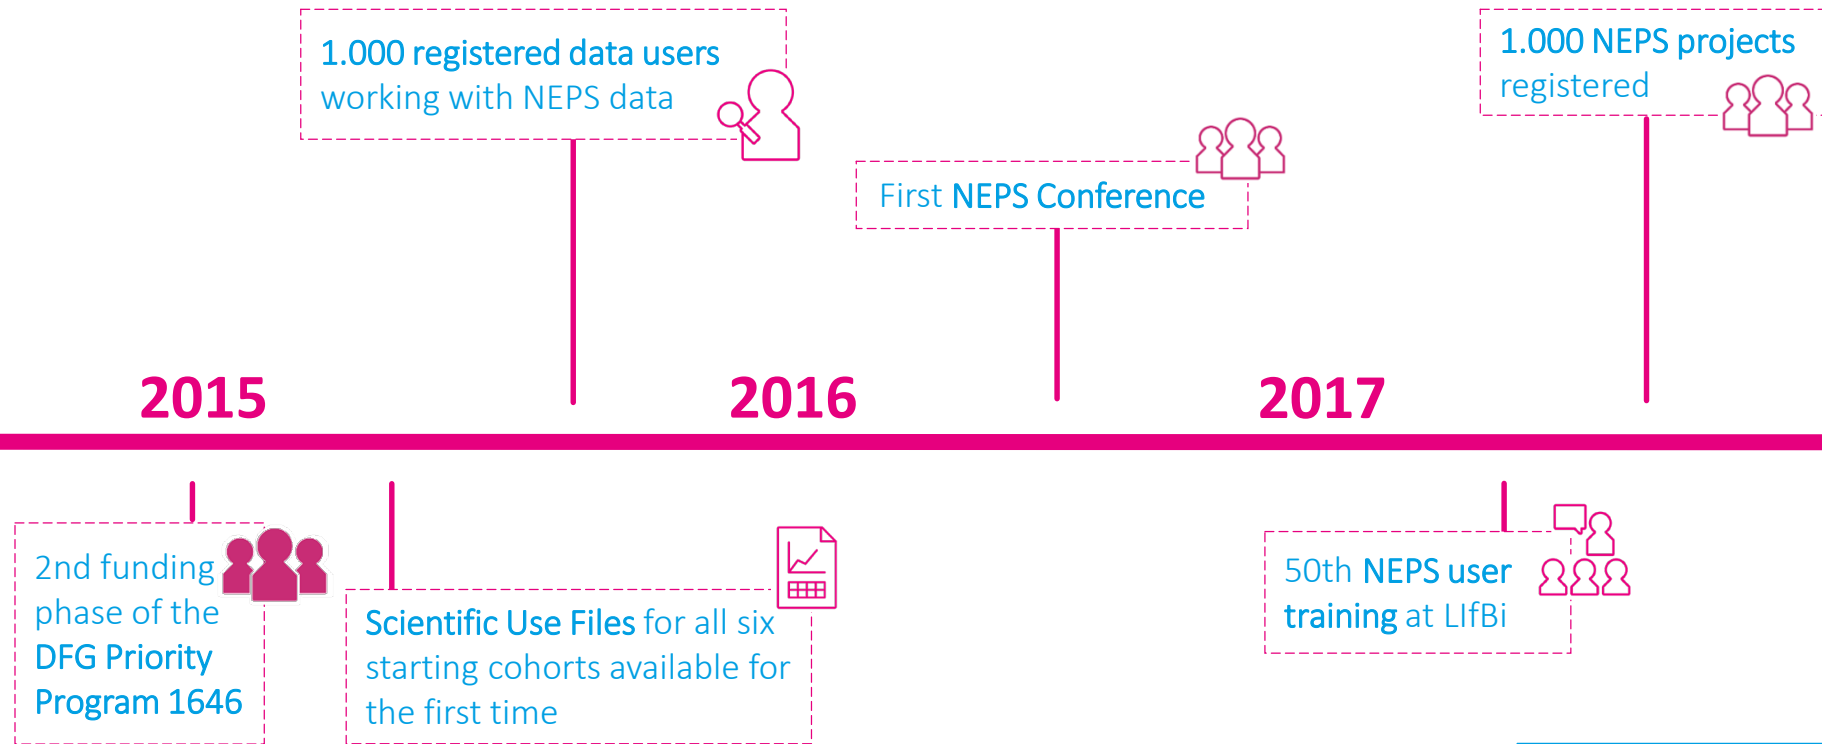 1.000 registered data users
working with NEPS data
1.000 NEPS projects
registered
First NEPS Conference
2015
2016
2017
2nd funding
phase of the
DFG Priority
Program 1646
Scientific Use Files for all six
starting cohorts available for
the first time
50th NEPS user
training at LIfBi